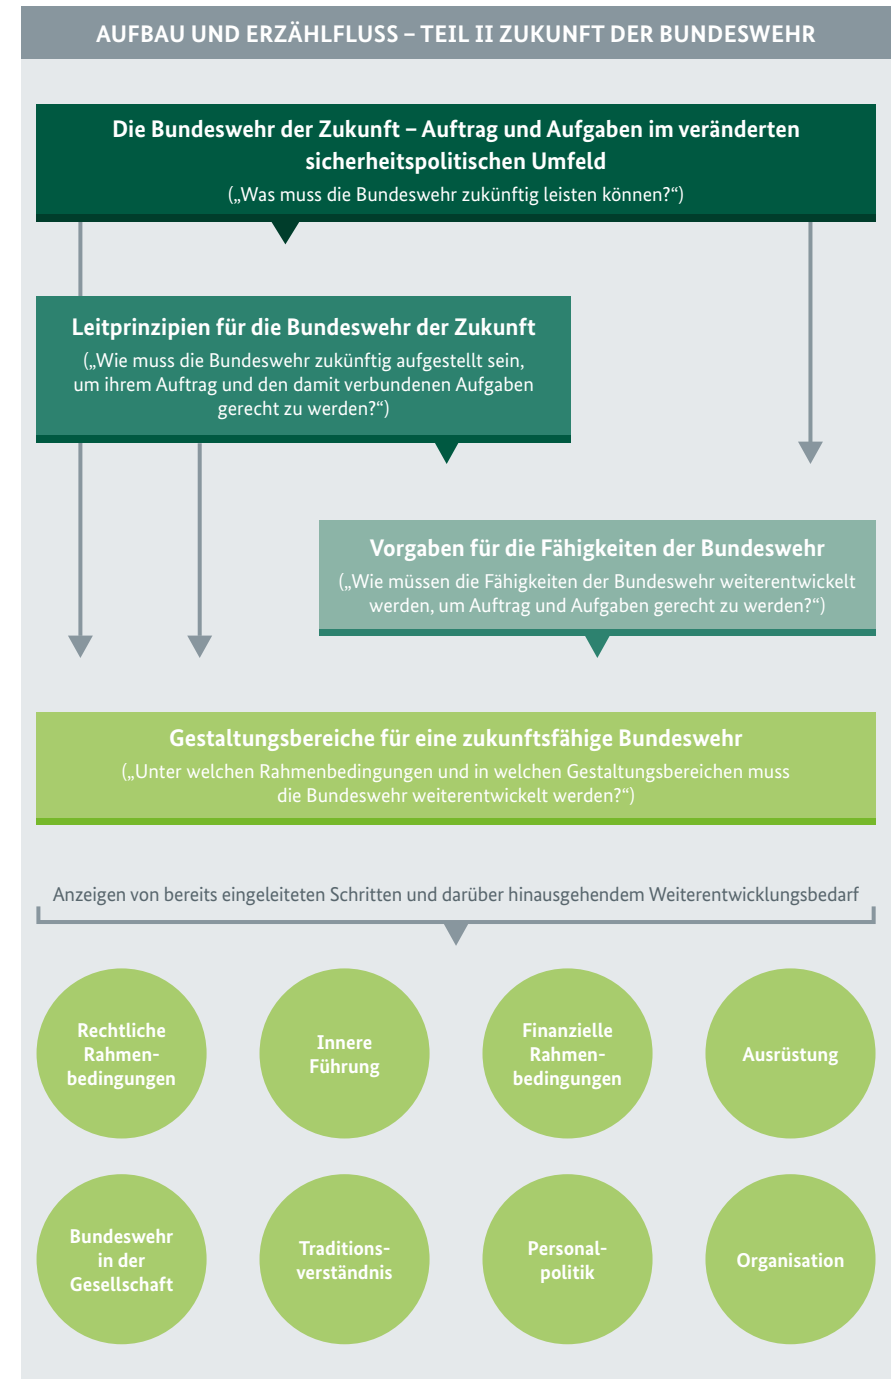 AUFBAU UND ERZÄHLFLUSS – TEIL II ZUKUNFT DER BUNDESWEHR
Die Bundeswehr der Zukunft – Auftrag und Aufgaben im veränderten
sicherheitspolitischen Umfeld
(„Was muss die Bundeswehr zukünftig leisten können?“)
Leitprinzipien für die Bundeswehr der Zukunft
(„Wie muss die Bundeswehr zukünftig aufgestellt sein,
um ihrem Auftrag und den damit verbundenen Aufgaben
gerecht zu werden?“)
Vorgaben für die Fähigkeiten der Bundeswehr
(„Wie müssen die Fähigkeiten der Bundeswehr weiterentwickelt
werden, um Auftrag und Aufgaben gerecht zu werden?“)
Gestaltungsbereiche für eine zukunftsfähige Bundeswehr
(„Unter welchen Rahmenbedingungen und in welchen Gestaltungsbereichen muss
die Bundeswehr weiterentwickelt werden?“)
Anzeigen von bereits eingeleiteten Schritten und darüber hinausgehendem Weiterentwicklungsbedarf
Rechtliche
Rahmen-
bedingungen
Innere
Führung
Finanzielle
Rahmen-
bedingungen
Ausrüstung
Bundeswehr
in der
Gesellschaft
Traditions-
verständnis
Personal-
politik
Organisation